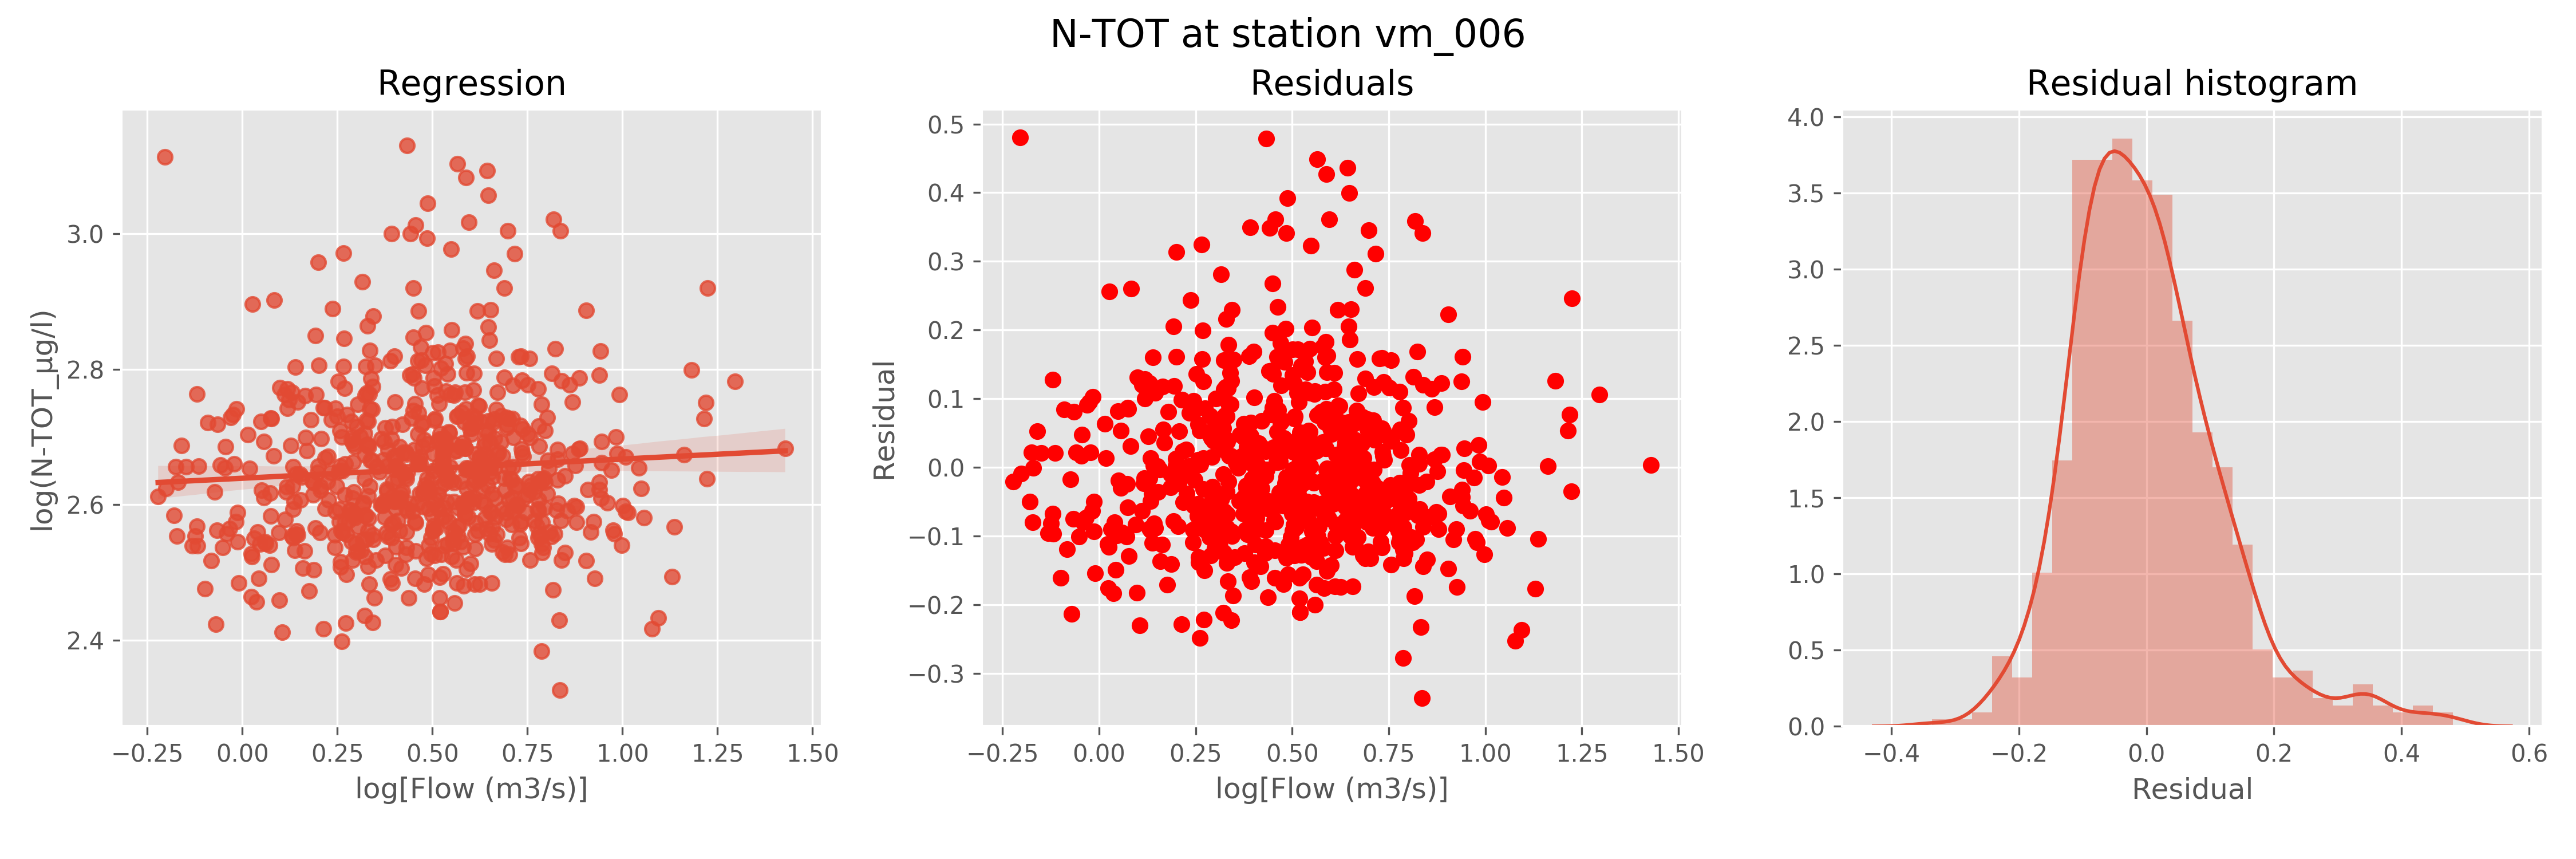 N-TOT at station vm_006
Regression
log(N-TOT_µg/l)
3.0
2.8
2.6
2.4
−0.25 0.00 0.25 0.50 0.75 1.00 1.25 1.50
log[Flow (m3/s)]
Residuals
Residual
0.5
0.4
0.3
0.2
0.1
0.0
−0.1
−0.2
−0.3
−0.25 0.00 0.25 0.50 0.75 1.00 1.25 1.50
log[Flow (m3/s)]
Residual histogram
4.0
3.5
3.0
2.5
2.0
1.5
1.0
0.5
0.0
−0.4 −0.2 0.0 0.2 0.4 0.6
Residual